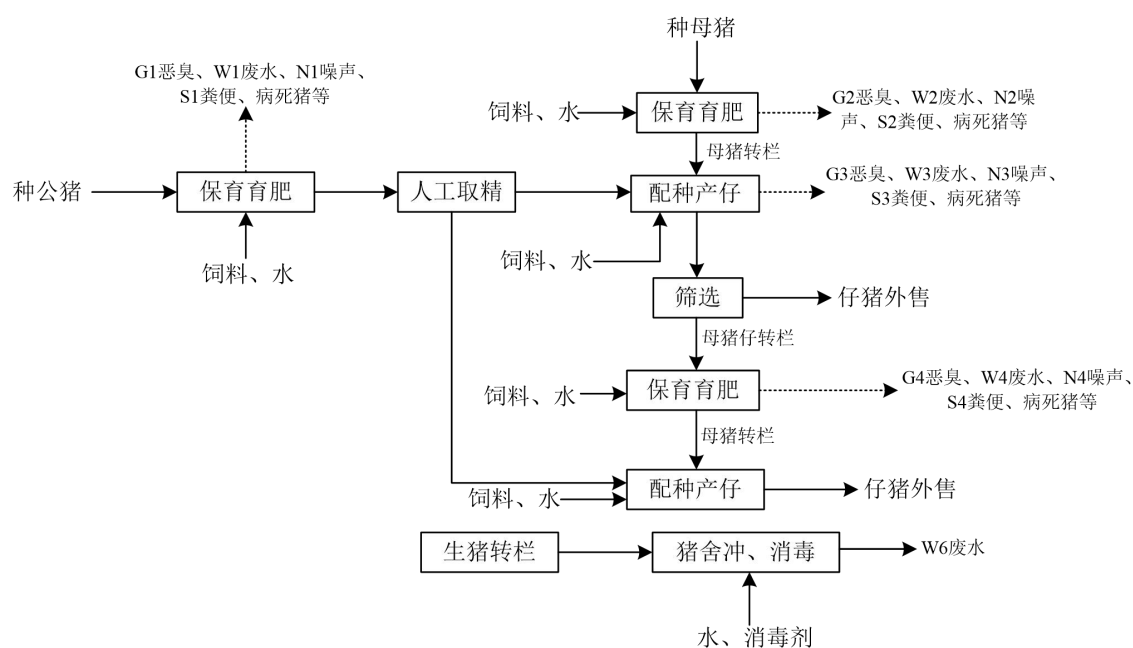 种母猪
G1恶臭、W1废水、N1噪声、
S1粪便、病死猪等
饲料、水
保育育肥
G2恶臭、W2废水、N2噪
声、S2粪便、病死猪等
母猪转栏
种公猪
保育育肥
人工取精
配种产仔
G3恶臭、W3废水、N3噪声、
S3粪便、病死猪等
饲料、水
饲料、水
筛选
仔猪外售
母猪仔转栏
饲料、水
保育育肥
G4恶臭、W4废水、N4噪声、
S4粪便、病死猪等
母猪转栏
饲料、水
配种产仔
仔猪外售
生猪转栏
猪舍冲、消毒
W6废水
水、消毒剂